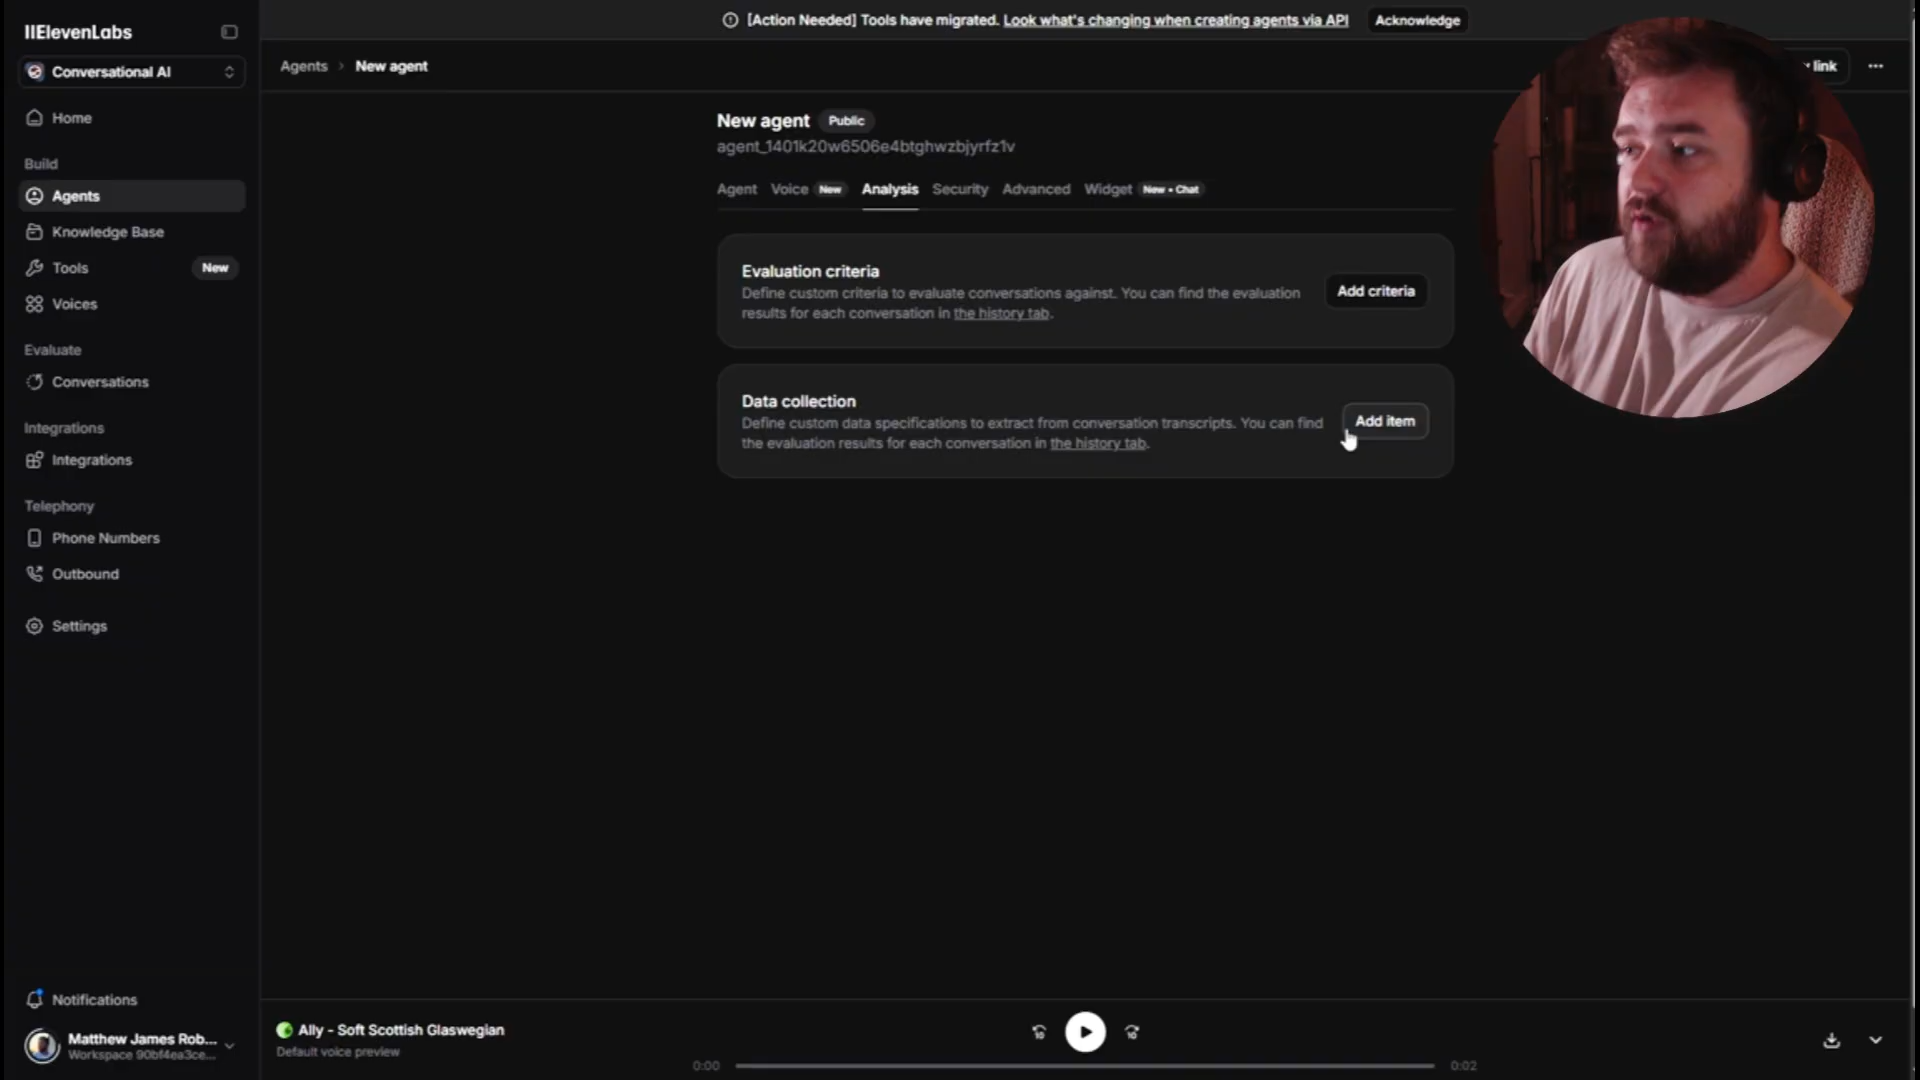 IIElevenLabs
[Action Needed] Tools have migrated. Look what's changing when creating agents via API
Acknowledge
Conversational AI
Agents > New agent
link
Home
Build
Agents
Knowledge Base
Tools New
Voices
Evaluate
Conversations
Integrations
Integrations
Telephony
Phone Numbers
Outbound
Settings
New agent Public
agent_1401k20w6506e4btghwzbjyrfz1v
Agent Voice New Analysis Security Advanced Widget New • Chat
Evaluation criteria
Define custom criteria to evaluate conversations against. You can find the evaluation
results for each conversation in the history tab.
Add criteria
Data collection
Define custom data specifications to extract from conversation transcripts. You can find
the evaluation results for each conversation in the history tab.
Add item
Notifications
Matthew James Rob...
Workspace 90bf4ea3ce...
Ally - Soft Scottish Glaswegian
Default voice preview
0:00
0:02